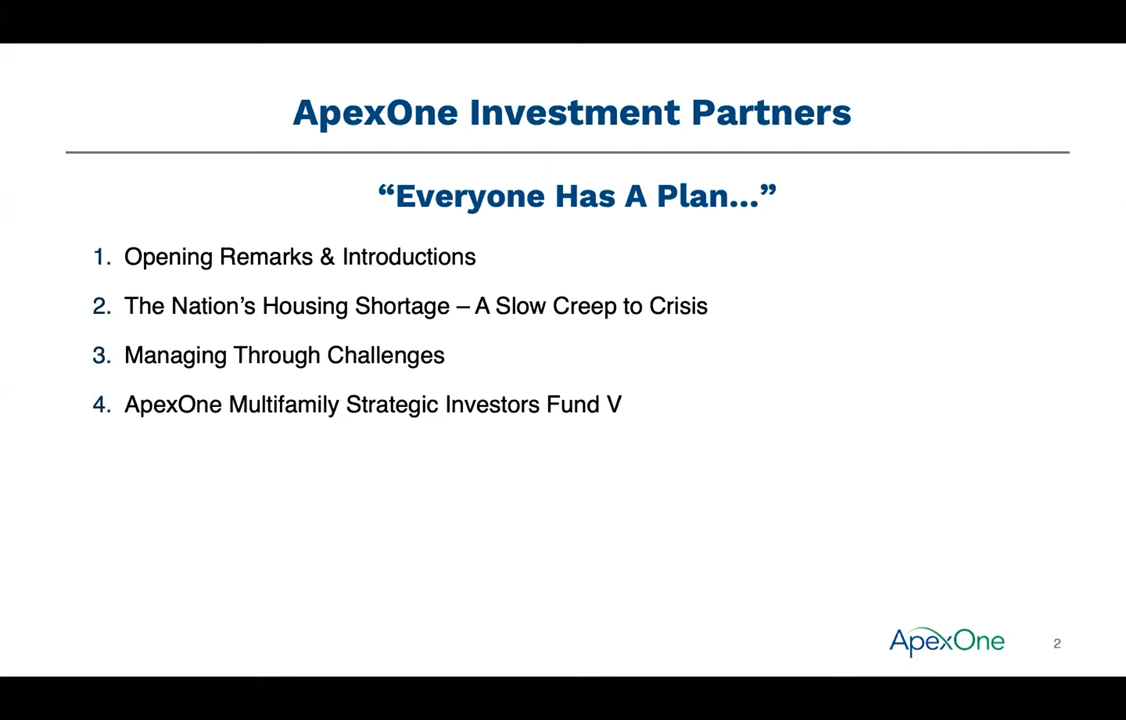 ApexOne Investment Partners
“Everyone Has A Plan...”
1. Opening Remarks & Introductions
2. The Nation’s Housing Shortage – A Slow Creep to Crisis
3. Managing Through Challenges
4. ApexOne Multifamily Strategic Investors Fund V
ApexOne
2